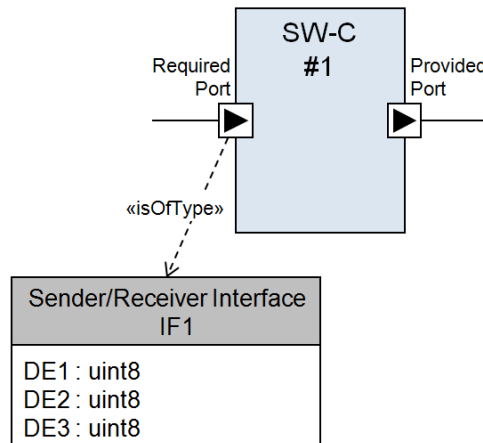 SW-C
#1
Required
Port
Provided
Port
«isOfType»
Sender/Receiver Interface
IF1
DE1 : uint8
DE2 : uint8
DE3 : uint8